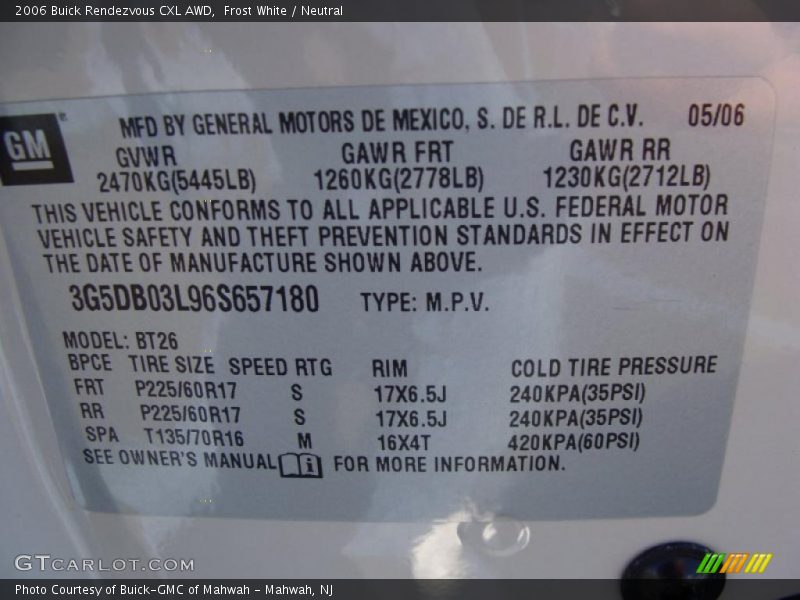 2006 Buick Rendezvous CXL AWD, Frost White / Neutral
GM
MFD BY GENERAL MOTORS DE MEXICO, S. DE R.L. DE C.V. 05/06
GVWR GAWR FRT GAWR RR
2470KG(5445LB) 1260KG(2778LB) 1230KG(2712LB)
THIS VEHICLE CONFORMS TO ALL APPLICABLE U.S. FEDERAL MOTOR
VEHICLE SAFETY AND THEFT PREVENTION STANDARDS IN EFFECT ON
THE DATE OF MANUFACTURE SHOWN ABOVE.
3G5DB03L96S657180 TYPE: M.P.V.
MODEL: BT26
BPCE TIRE SIZE SPEED RTG RIM COLD TIRE PRESSURE
FRT P225/60R17 S 17X6.5J 240KPA(35PSI)
RR P225/60R17 S 17X6.5J 240KPA(35PSI)
SPA T135/70R16 M 16X4T 420KPA(60PSI)
SEE OWNER'S MANUAL i FOR MORE INFORMATION.
GTCARLOT.COM
Photo Courtesy of Buick-GMC of Mahwah - Mahwah, NJ